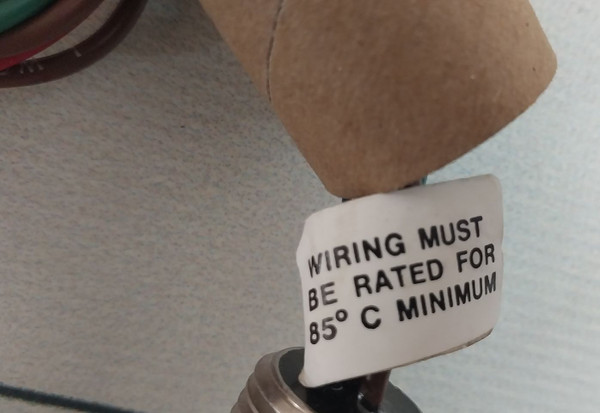 WIRING MUST
BE RATED FOR
85° C MINIMUM